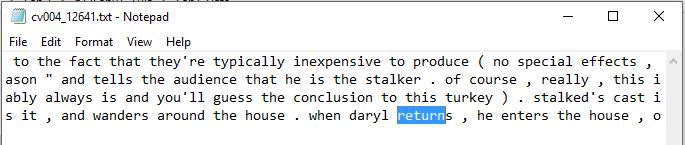 cv004_12641.txt - Notepad
File Edit Format View Help
to the fact that they're typically inexpensive to produce ( no special effects ,
ason " and tells the audience that he is the stalker . of course , really , this i
ably always is and you'll guess the conclusion to this turkey ) . stalked's cast i
s it , and wanders around the house . when daryl returns , he enters the house , o